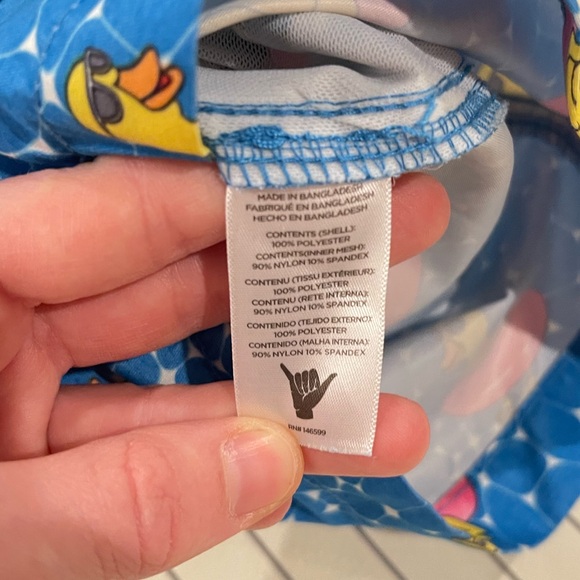 MADE IN BANGLADESH
FABRIQUÉ EN BANGLADESH
HECHO EN BANGLADESH
CONTENTS (SHELL):
100% POLYESTER
CONTENTS(INNER MESH):
90% NYLON 10% SPANDEX
CONTENU (TISSU EXTÉRIEUR):
100% POLYESTER
CONTENU (RETE INTERNA):
90% NYLON 10% SPANDEX
CONTENIDO (TEJIDO EXTERNO):
100% POLYESTER
CONTENIDO (MALHA INTERNA):
90% NYLON 10% SPANDEX
RN# 146599